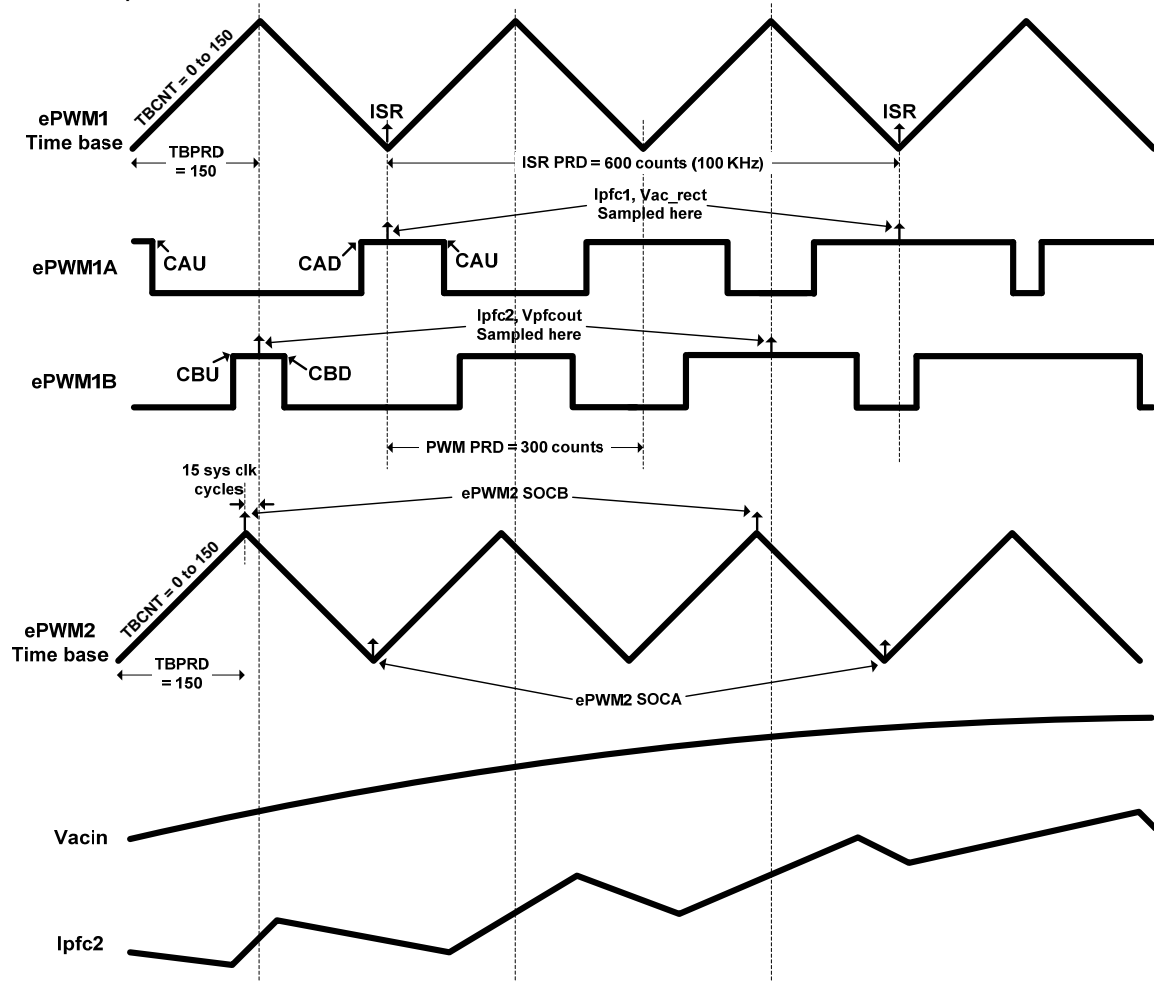 TBCNT = 0 to 150
ePWM1
Time base
ISR
ISR
TBPRD
= 150
ISR PRD = 600 counts (100 KHz)
Ipfc1, Vac_rect
Sampled here
ePWM1A
CAU
CAD
CAU
Ipfc2, Vpfcout
Sampled here
ePWM1B
CBU
CBD
PWM PRD = 300 counts
15 sys clk
cycles
ePWM2 SOCB
TBCNT = 0 to 150
ePWM2
Time base
TBPRD
= 150
ePWM2 SOCA
Vacin
Ipfc2